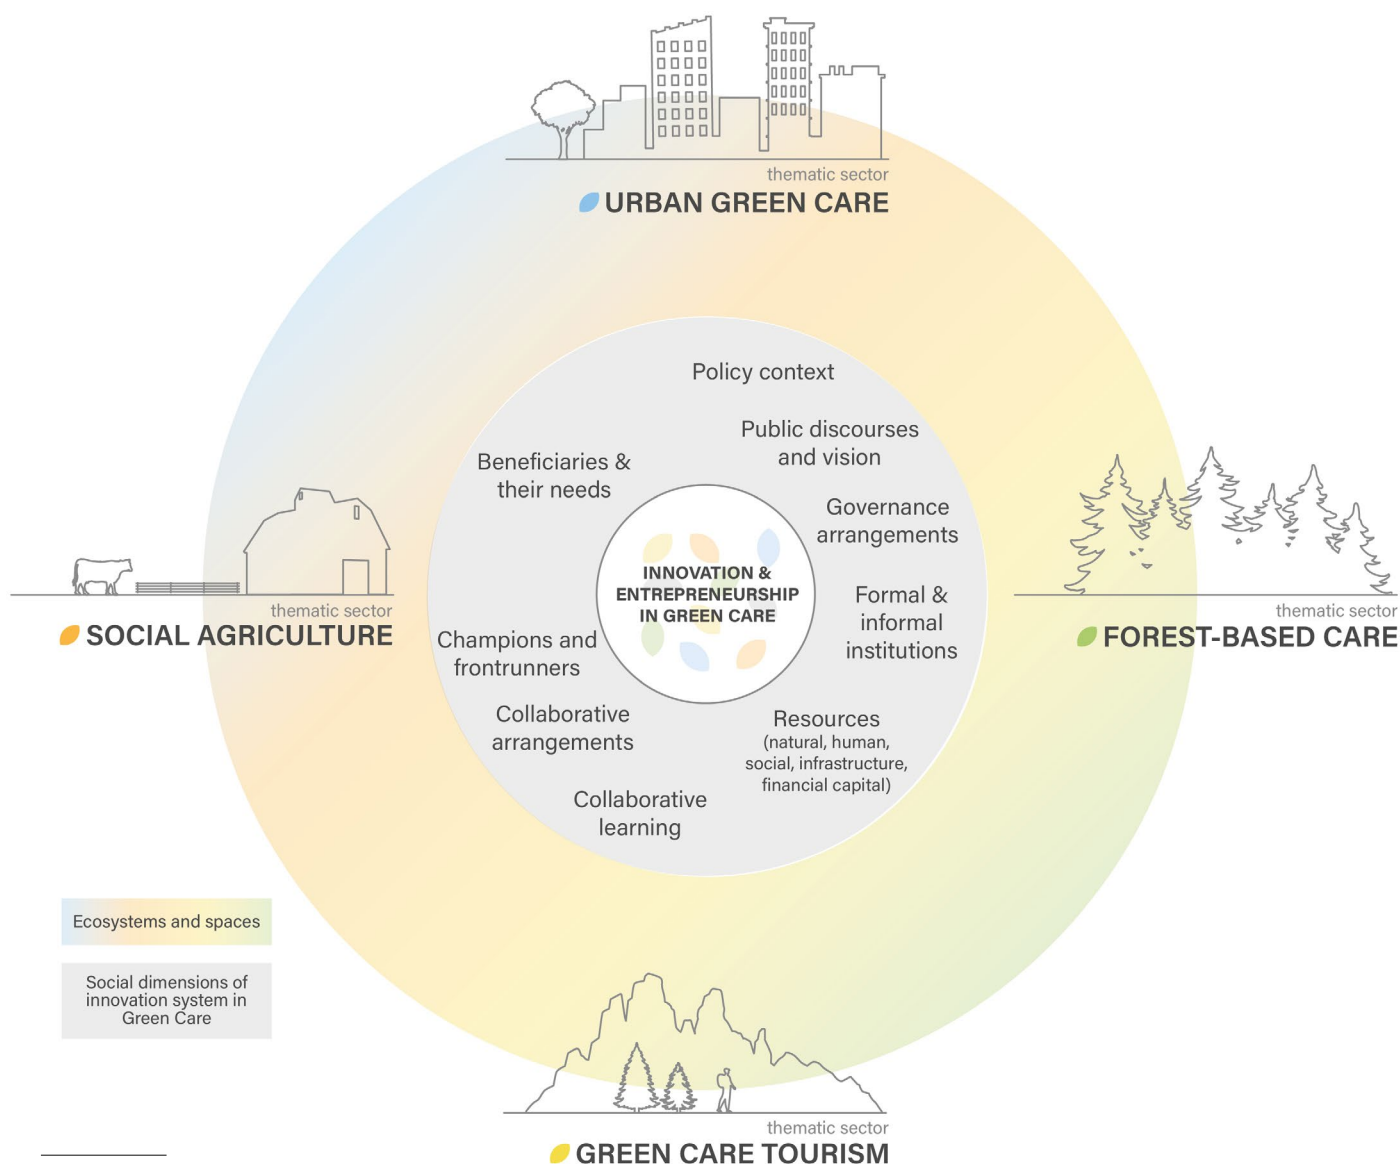 thematic sector
URBAN GREEN CARE
Policy context
Public discourses
and vision
Beneficiaries &
their needs
Governance
arrangements
INNOVATION &
ENTREPRENEURSHIP
IN GREEN CARE
Formal &
informal
institutions
thematic sector
SOCIAL AGRICULTURE
thematic sector
FOREST-BASED CARE
Champions and
frontrunners
Collaborative
arrangements
Resources
(natural, human,
social, infrastructure,
financial capital)
Collaborative
learning
Ecosystems and spaces
Social dimensions of
innovation system in
Green Care
thematic sector
GREEN CARE TOURISM